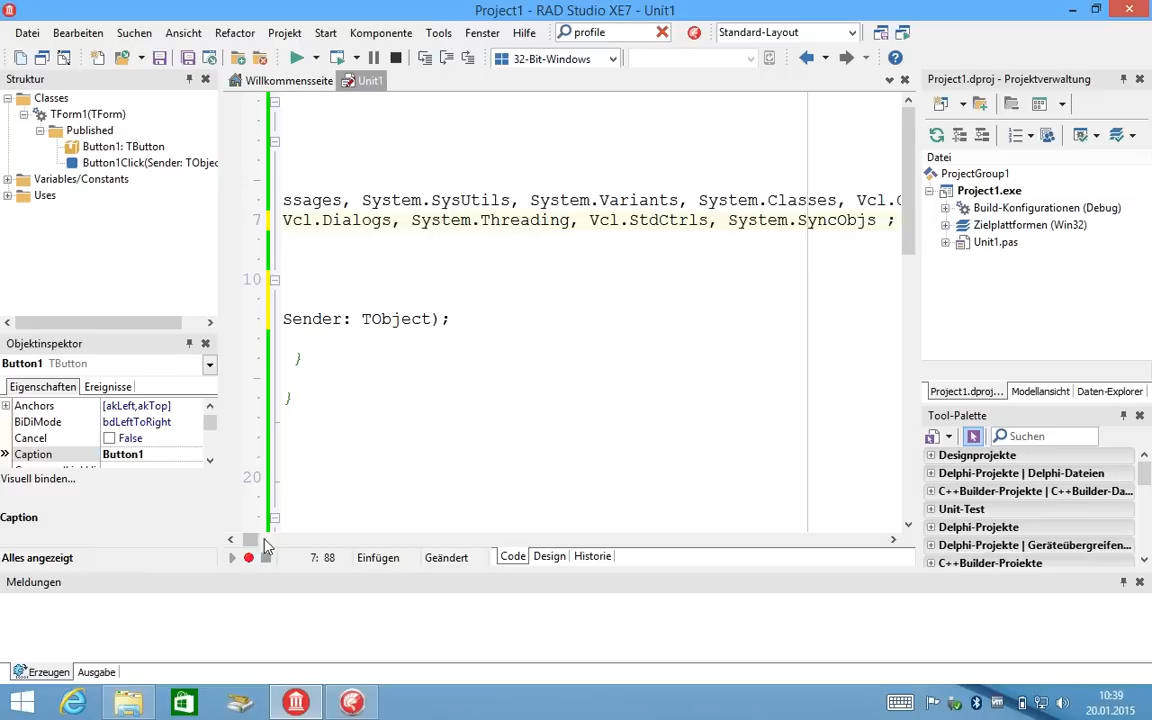 Project1 - RAD Studio XE7 - Unit1
Datei Bearbeiten Suchen Ansicht Refactor Projekt Start Komponente Tools Fenster Hilfe profile Standard-Layout
32-Bit-Windows
Struktur
Willkommensseite Unit1
Project1.dproj - Projektverwaltung
Classes
TForm1(TForm)
Published
Button1: TButton
Button1Click(Sender: TObjec
Variables/Constants
Uses
ssages, System.SysUtils, System.Variants, System.Classes, Vcl.
7 Vcl.Dialogs, System.Threading, Vcl.StdCtrls, System.SyncObjs ;
10
Sender: TObject);
}
}
20
Datei
ProjectGroup1
Project1.exe
Build-Konfigurationen (Debug)
Zielplattformen (Win32)
Unit1.pas
Objektinspektor
Button1 TButton
Eigenschaften Ereignisse
Anchors [akLeft,akTop]
BiDiMode bdLeftToRight
Cancel False
Caption Button1
Visuell binden...
Caption
Alles angezeigt
7: 88 Einfügen Geändert Code Design Historie
Project1.dproj... Modellansicht Daten-Explorer
Tool-Palette
Suchen
Designprojekte
Delphi-Projekte | Delphi-Dateien
C++Builder-Projekte | C++Builder-Da...
Unit-Test
Delphi-Projekte
Delphi-Projekte | Geräteübergreifen...
C++Builder-Projekte
Meldungen
Erzeugen Ausgabe
10:39
20.01.2015